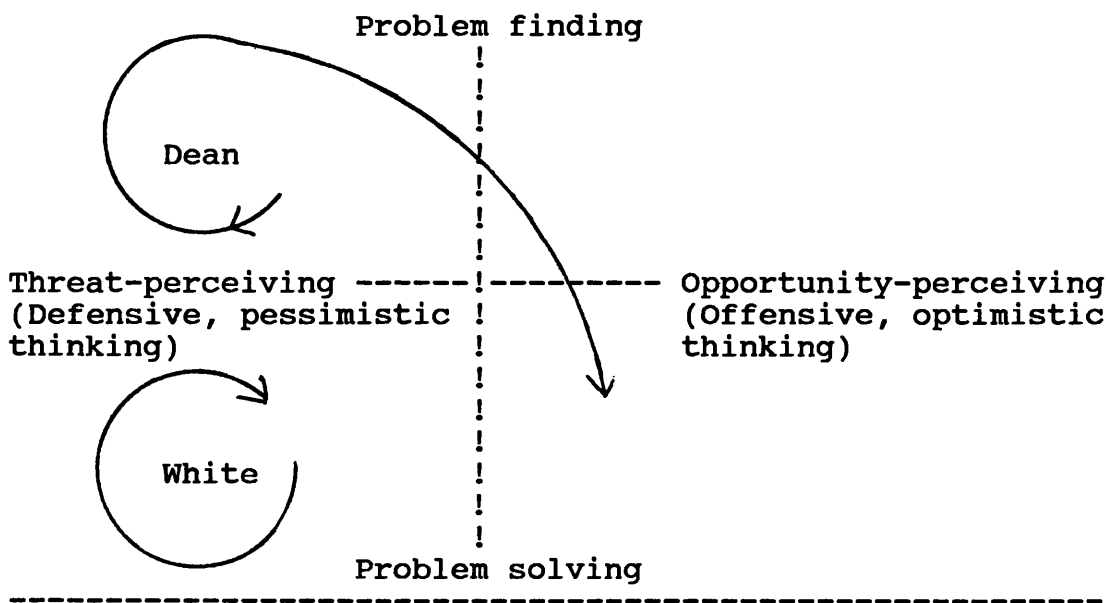 Problem finding
Dean
Threat-perceiving
(Defensive, pessimistic
thinking)
Opportunity-perceiving
(Offensive, optimistic
thinking)
White
Problem solving